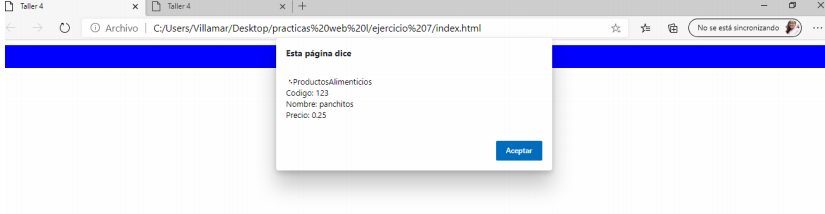 Taller 4
Taller 4
Archivo C:/Users/Villamar/Desktop/practicas%20web%20l/ejercicio%207/index.html No se está sincronizando
Esta página dice
-ProductosAlimenticios
Codigo: 123
Nombre: panchitos
Precio: 0.25
Aceptar